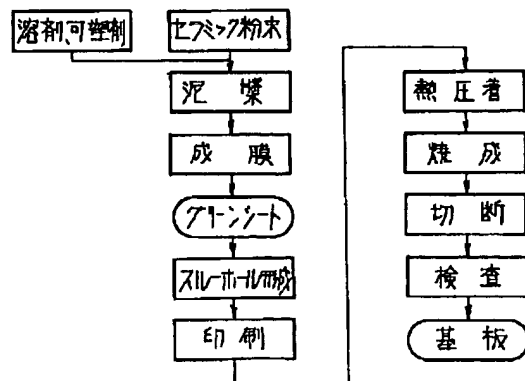 溶剤、可塑剤
セラミック粉末
泥漿
成膜
グリーンシート
スルーホール形成
印刷
熱圧着
焼成
切断
検査
基板